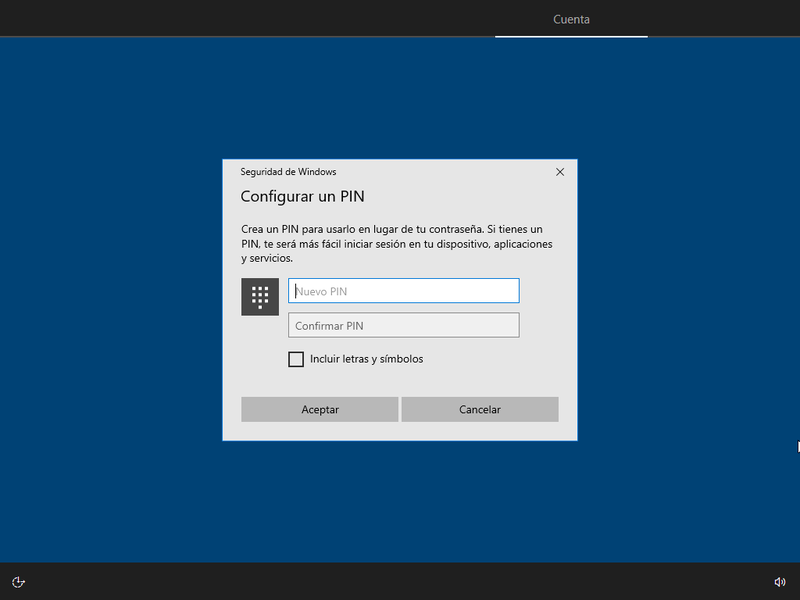 Cuenta
Seguridad de Windows
Configurar un PIN
Crea un PIN para usarlo en lugar de tu contraseña. Si tienes un
PIN, te será más fácil iniciar sesión en tu dispositivo, aplicaciones
y servicios.
Nuevo PIN
Confirmar PIN
Incluir letras y símbolos
Aceptar
Cancelar